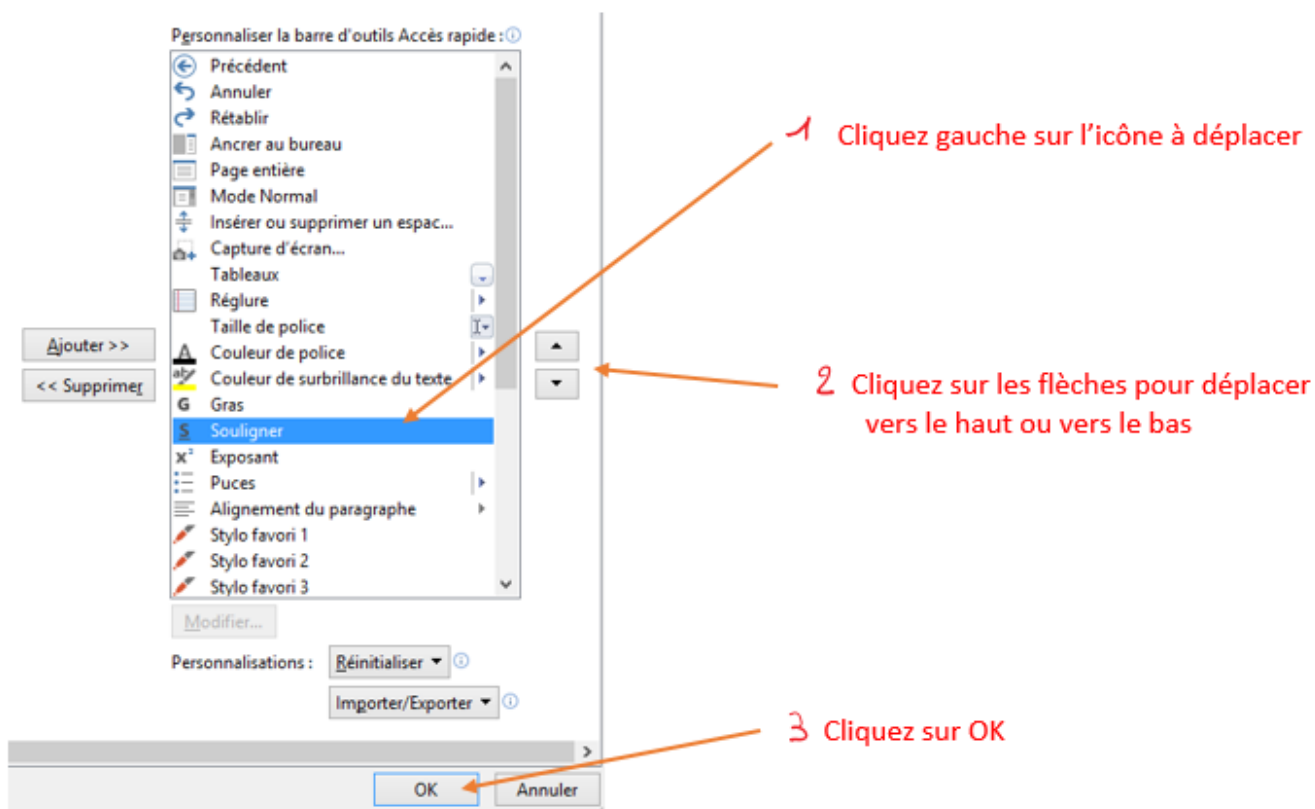 Personnaliser la barre d'outils Accès rapide :
Précédent
Annuler
Rétablir
Ancrer au bureau
Page entière
Mode Normal
Insérer ou supprimer un espac...
Capture d'écran...
Tableaux
Réglure
Taille de police
Couleur de police
Couleur de surbrillance du texte
G Gras
S Souligner
x² Exposant
Puces
Alignement du paragraphe
Stylo favori 1
Stylo favori 2
Stylo favori 3
Ajouter >>
<< Supprimer
Modifier...
Personnalisations : Réinitialiser
Importer/Exporter
OK Annuler
1 Cliquez gauche sur l'icône à déplacer
2 Cliquez sur les flèches pour déplacer
vers le haut ou vers le bas
3 Cliquez sur OK